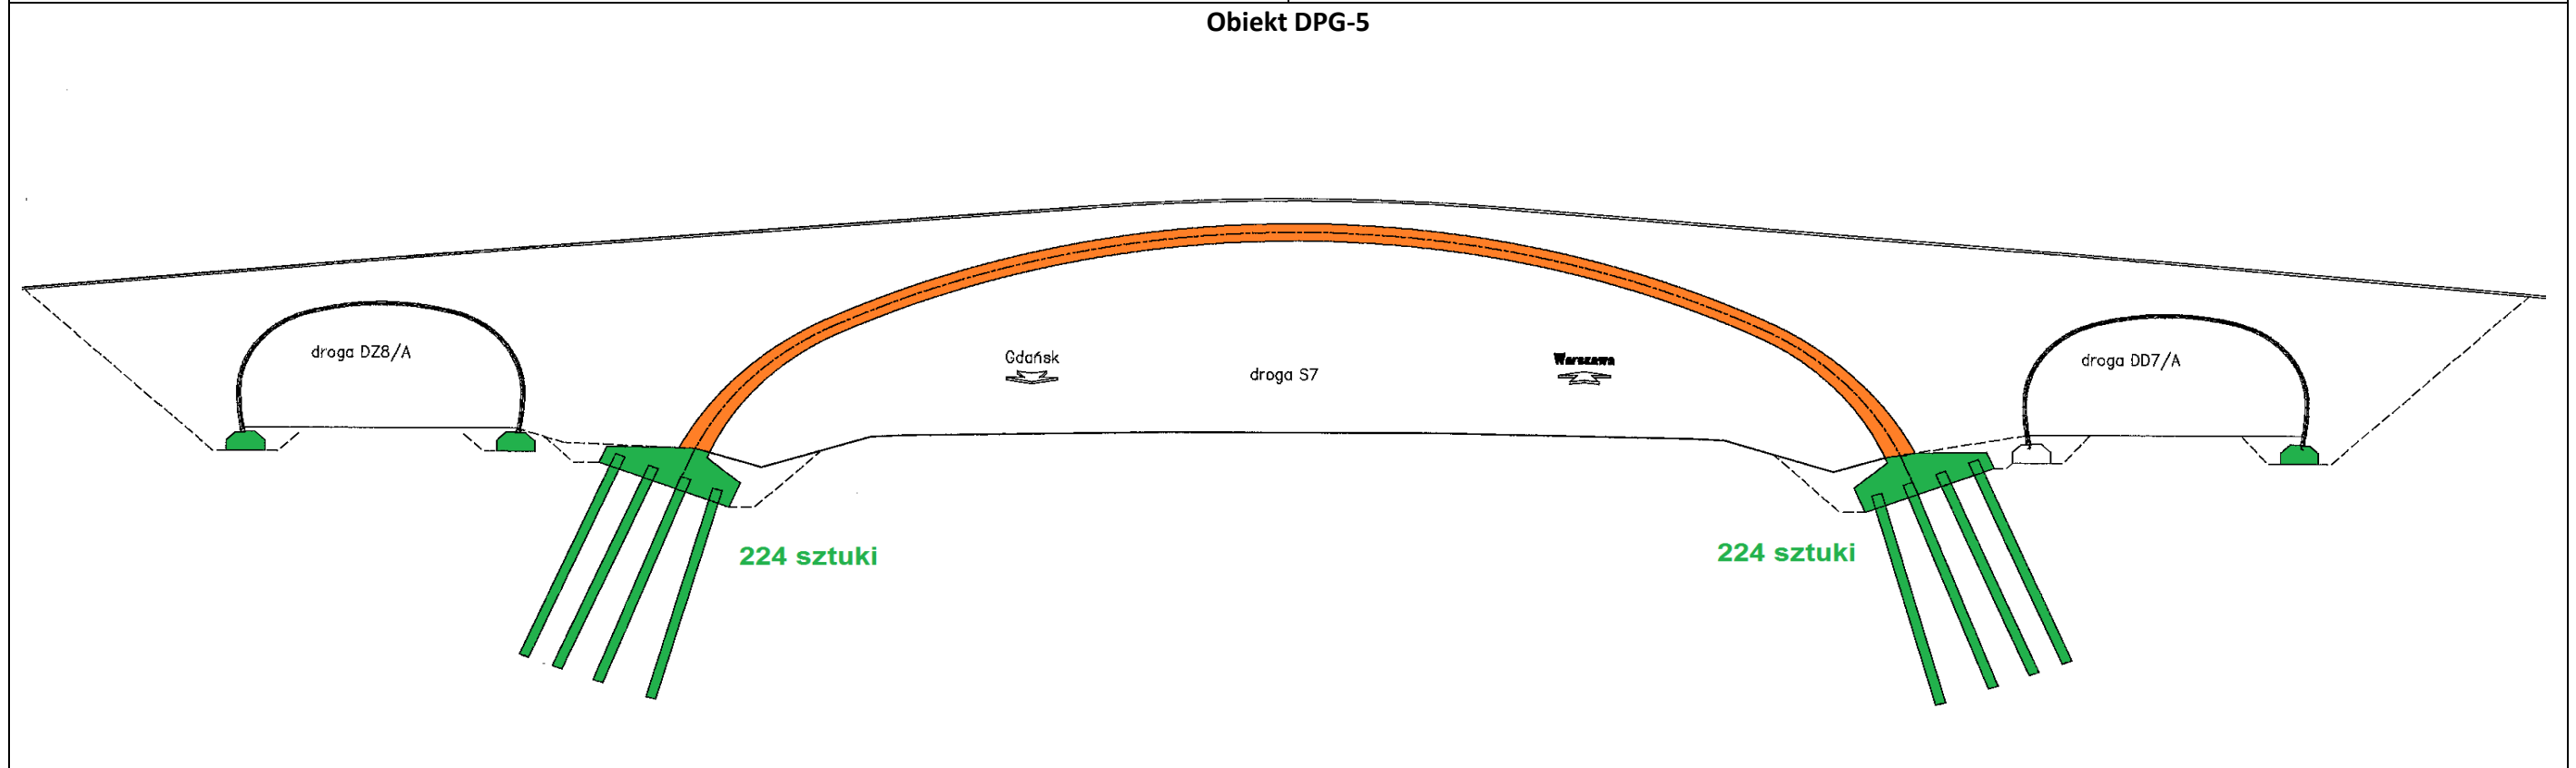 Obiekt DPG-5
droga DZ8/A
Gdańsk
droga S7
Warszawa
droga DD7/A
224 sztuki
224 sztuki